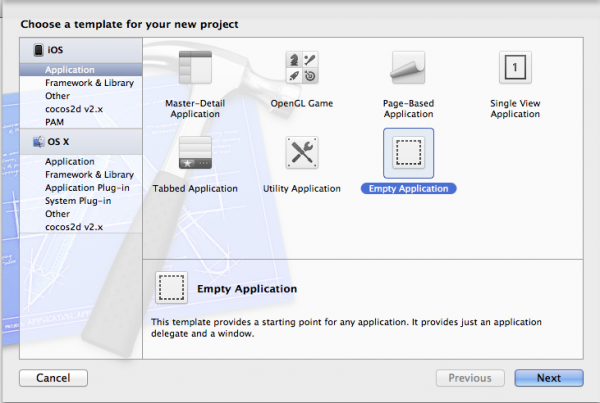 Choose a template for your new project
iOS
Application
Framework & Library
Other
cocos2d v2.x
PAM
OS X
Application
Framework & Library
Application Plug-in
System Plug-in
Other
cocos2d v2.x
Master-Detail
Application
OpenGL Game
1
Page-Based
Application
Single View
Application
Tabbed Application
Utility Application
Empty Application
Empty Application
This template provides a starting point for any application. It provides just an application
delegate and a window.
Cancel
Previous
Next